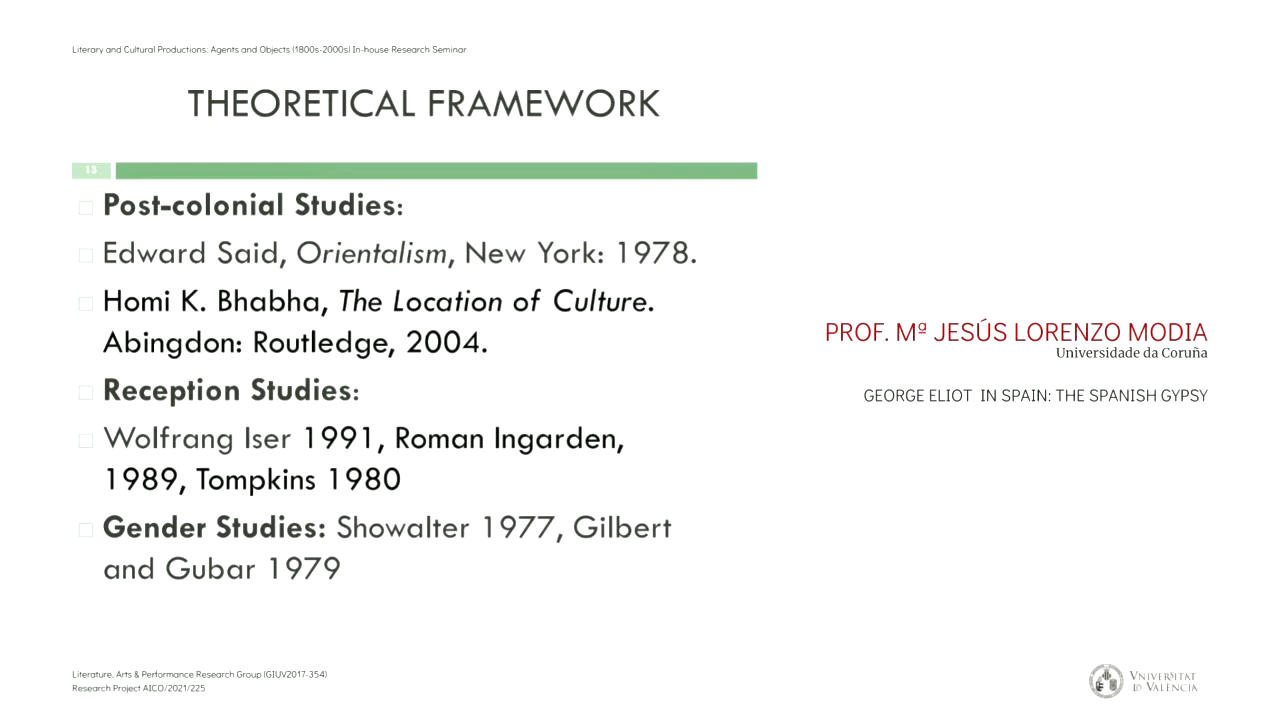 Literary and Cultural Productions: Agents and Objects (1800s-2000s) In-house Research Seminar
THEORETICAL FRAMEWORK
13
Post-colonial Studies:
Edward Said, Orientalism, New York: 1978.
Homi K. Bhabha, The Location of Culture.
Abingdon: Routledge, 2004.
Reception Studies:
Wolfrang Iser 1991, Roman Ingarden,
1989, Tompkins 1980
Gender Studies: Showalter 1977, Gilbert
and Gubar 1979
PROF. Mª JESÚS LORENZO MODIA
Universidade da Coruña
GEORGE ELIOT IN SPAIN: THE SPANISH GYPSY
Literature, Arts & Performance Research Group (GIUV2017-354)
Research Project AICO/2021/225
VNIVERSITAT
ID VALÈNCIA